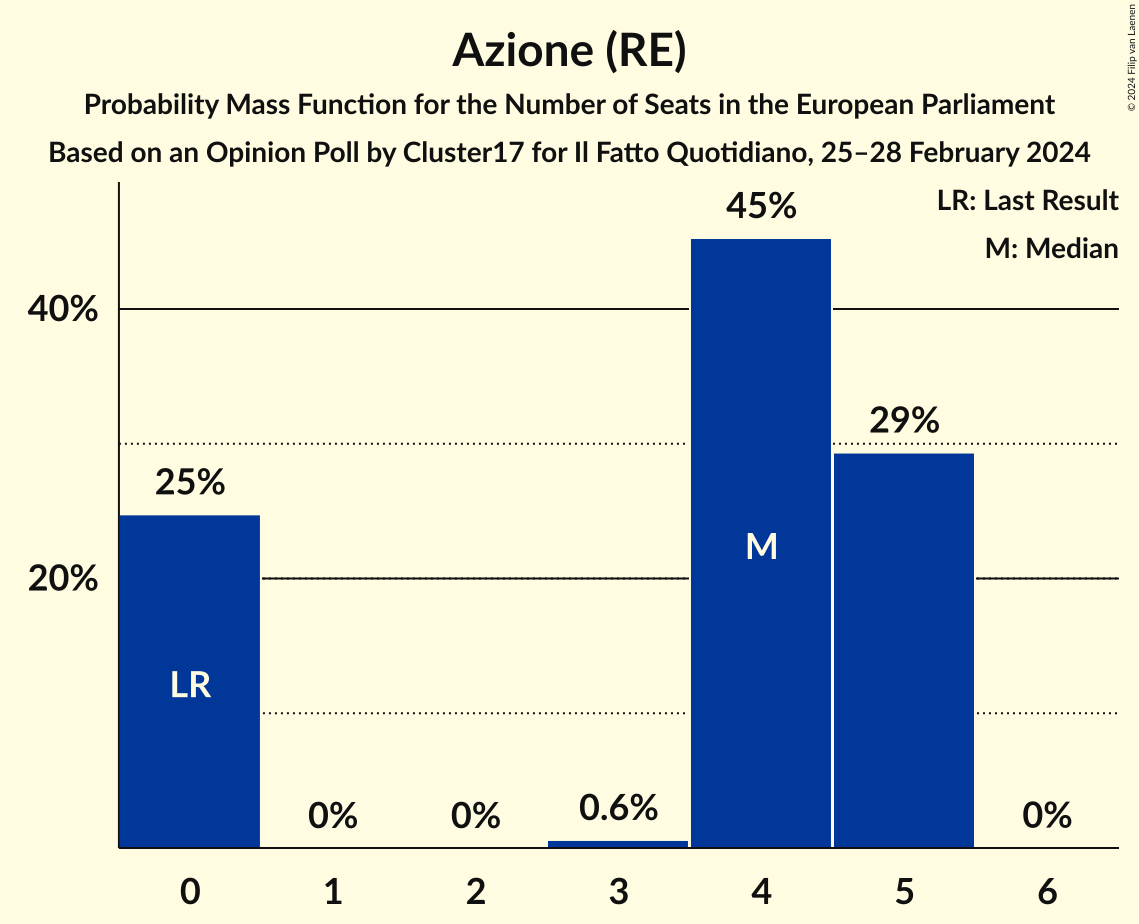 Azione (RE)
Probability Mass Function for the Number of Seats in the European Parliament
Based on an Opinion Poll by Cluster17 for Il Fatto Quotidiano, 25–28 February 2024
© 2024 Filip van Laenen
LR: Last Result
M: Median
45%
40%
29%
25%
M
20%
LR
0%
0%
0.6%
0%
0 1 2 3 4 5 6